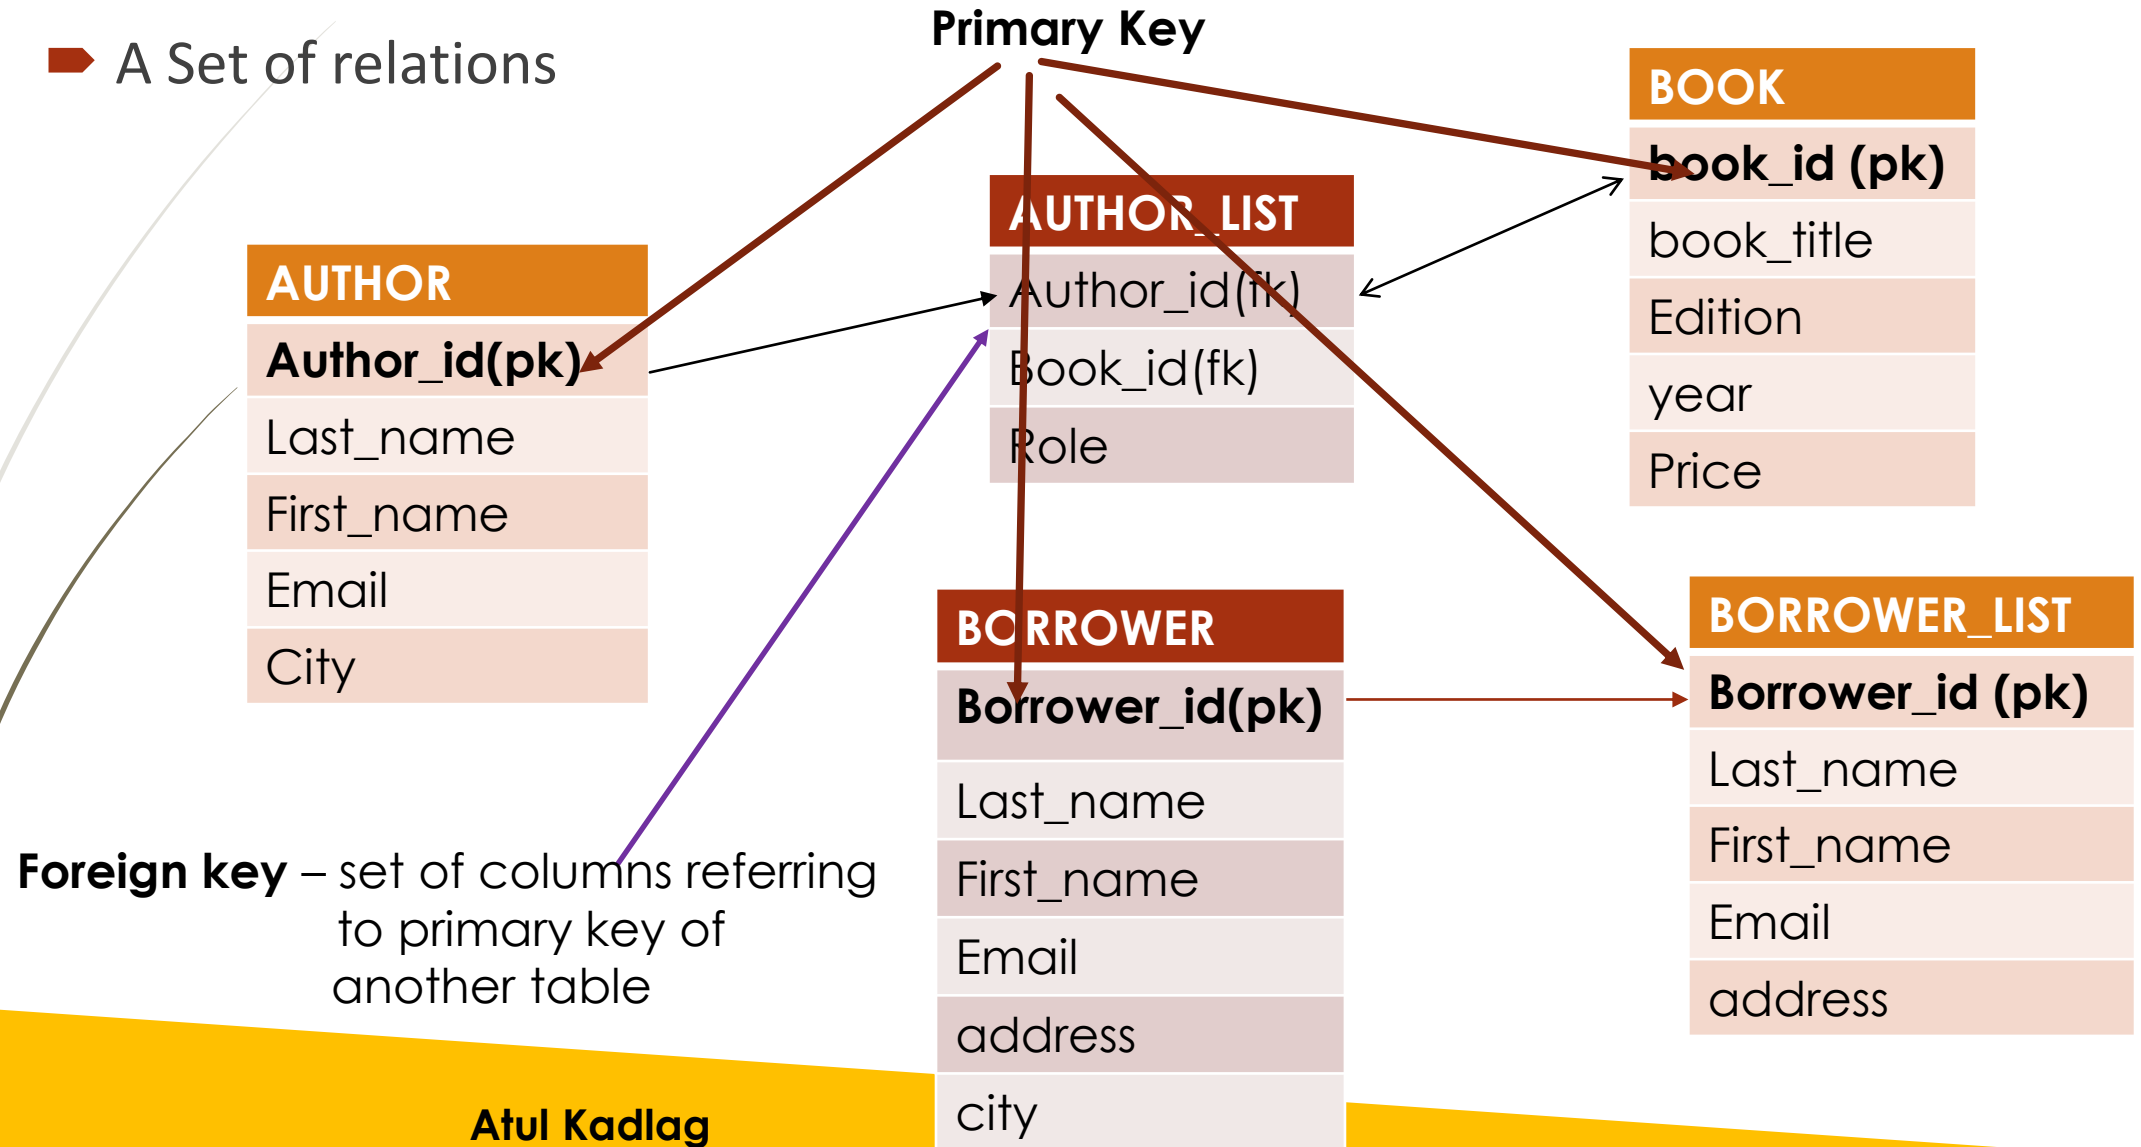 A Set of relations
Primary Key
BOOK
book_id (pk)
book_title
Edition
year
Price
AUTHOR_LIST
Author_id(fk)
Book_id(fk)
Role
AUTHOR
Author_id(pk)
Last_name
First_name
Email
City
BORROWER
Borrower_id(pk)
Last_name
First_name
Email
address
city
BORROWER_LIST
Borrower_id (pk)
Last_name
First_name
Email
address
Foreign key – set of columns referring
to primary key of
another table
Atul Kadlag